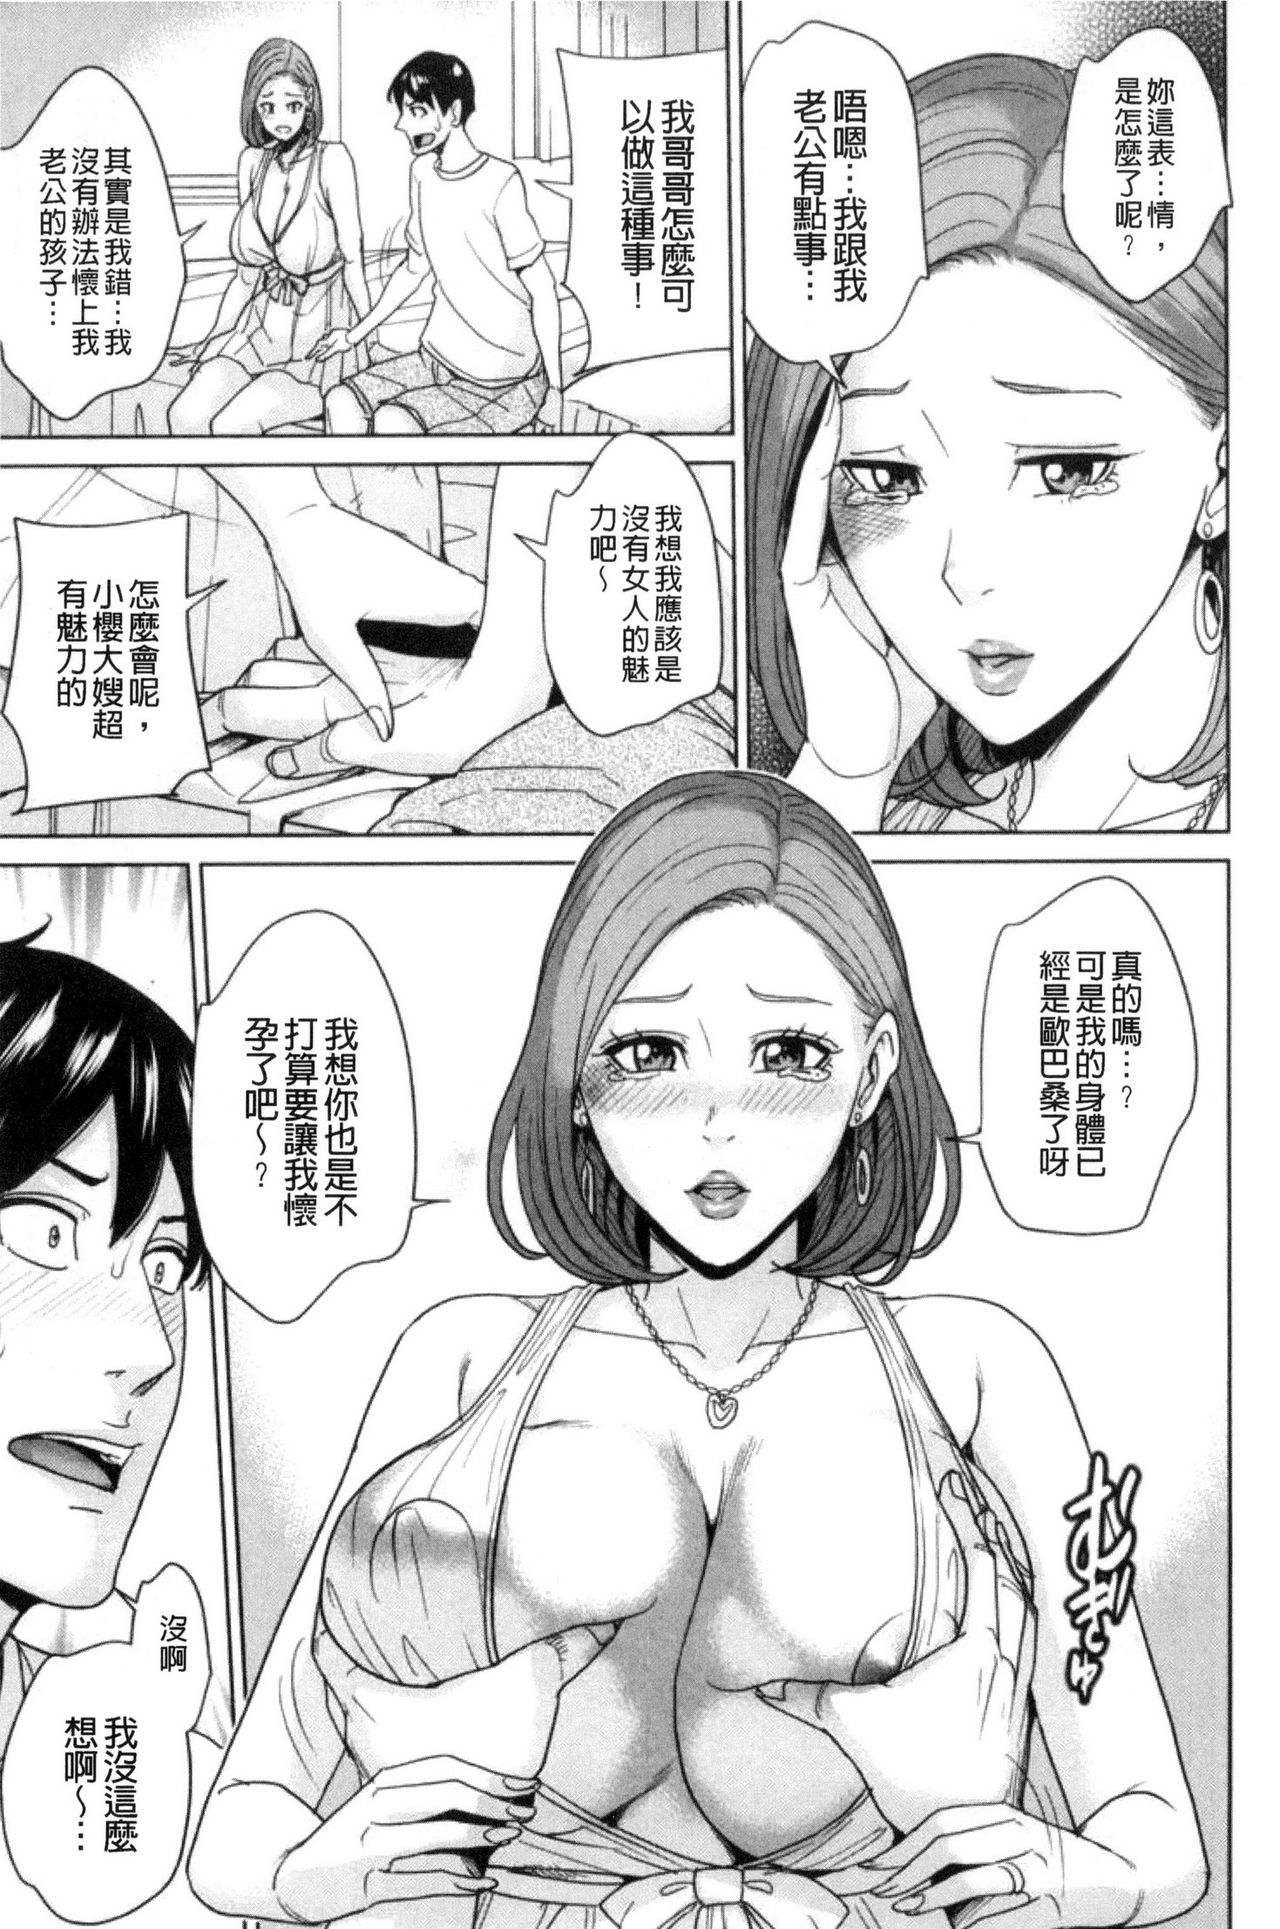 妳這表…情，
是怎麼了呢？
唔嗯…我跟我
老公有點事…
我哥哥怎麼可
以做這種事！
其實是我錯…我
沒有辦法懷上我
老公的孩子…
我想我應該是
沒有女人的魅
力吧～
怎麼會呢，
小櫻大嫂超
有魅力的
真的嗎…？
可是我的身體已
經是歐巴桑了呀
むぎゅ
我想你也是不
打算要讓我懷
孕了吧～？
沒啊
我沒這麼
想啊～…